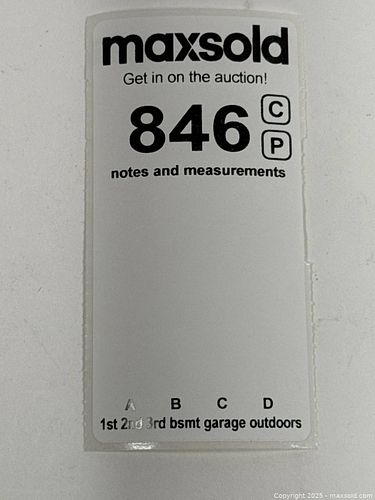 maxsold
Get in on the auction!
846 C
P
notes and measurements
A B C D
1st 2nd 3rd bsmt garage outdoors
Copyright 2025 - maxsold.com